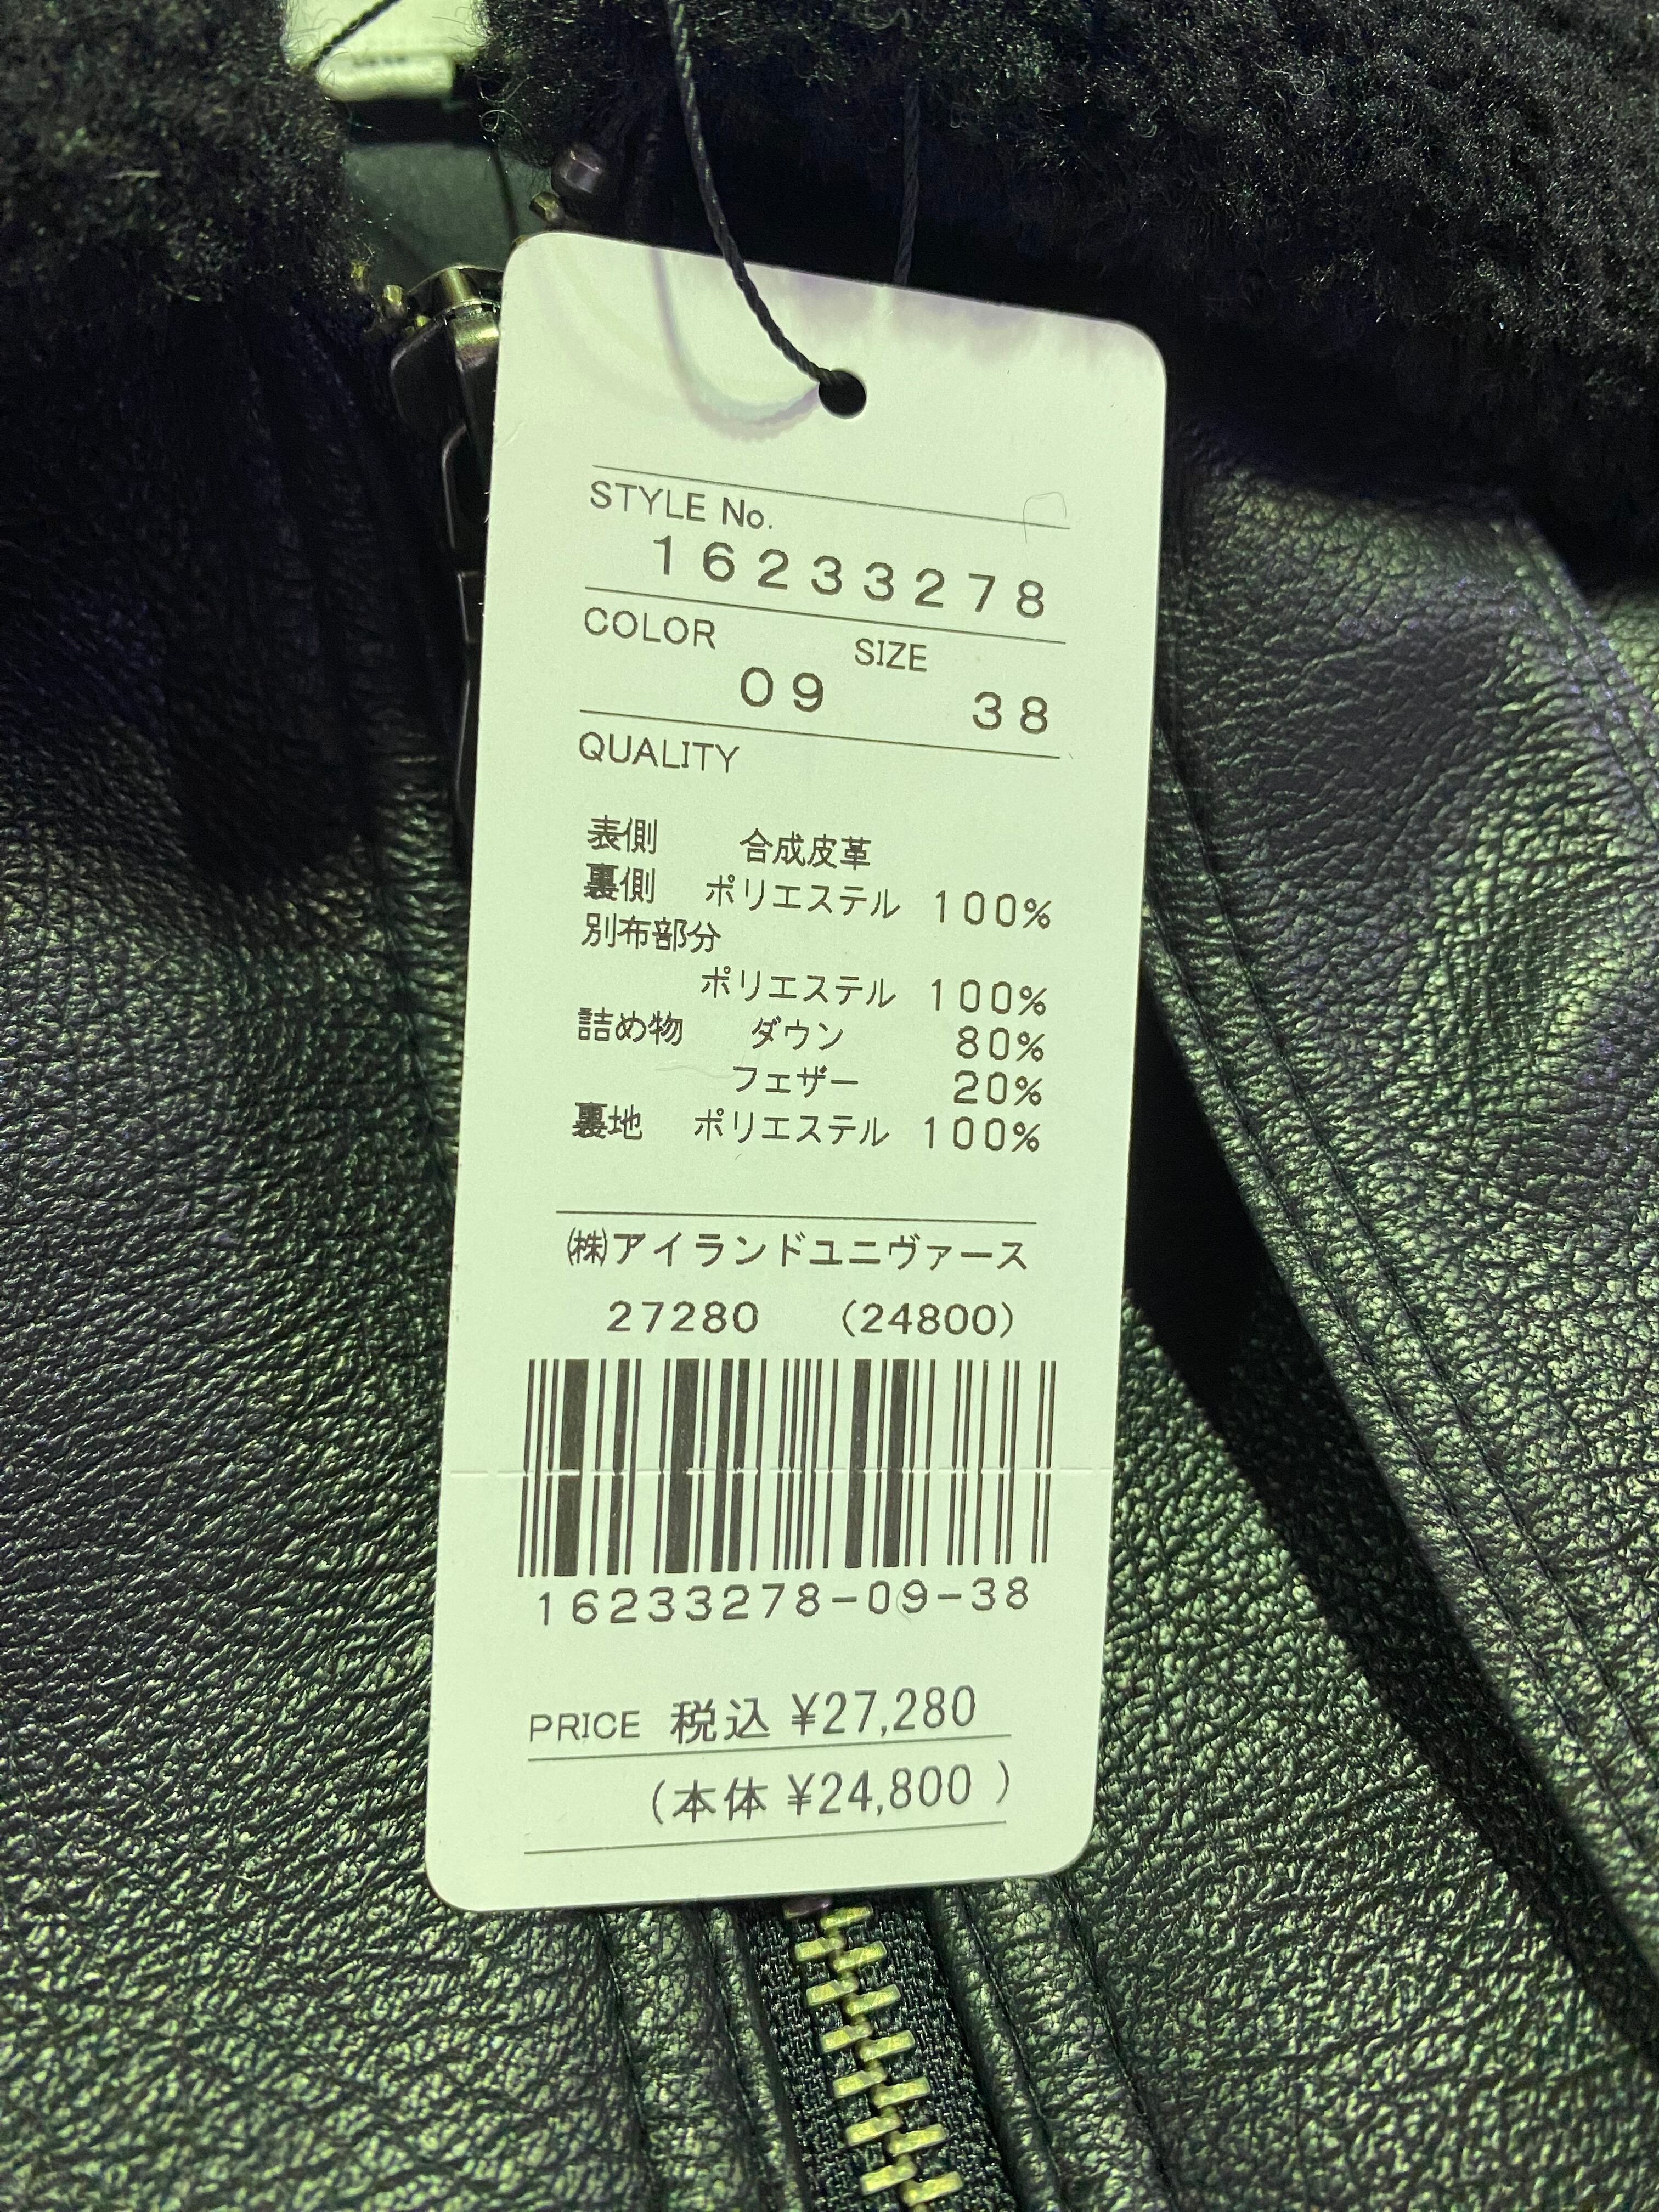 STYLE No.
16233278
COLOR SIZE
09 38
QUALITY
表側 合成皮革
裏側 ポリエステル 100%
別布部分
ポリエステル 100%
詰め物 ダウン 80%
フェザー 20%
裏地 ポリエステル 100%
㈱アイランドユニヴァース
27280 (24800)
16233278-09-38
PRICE 税込 ¥27,280
(本体 ¥24,800 )